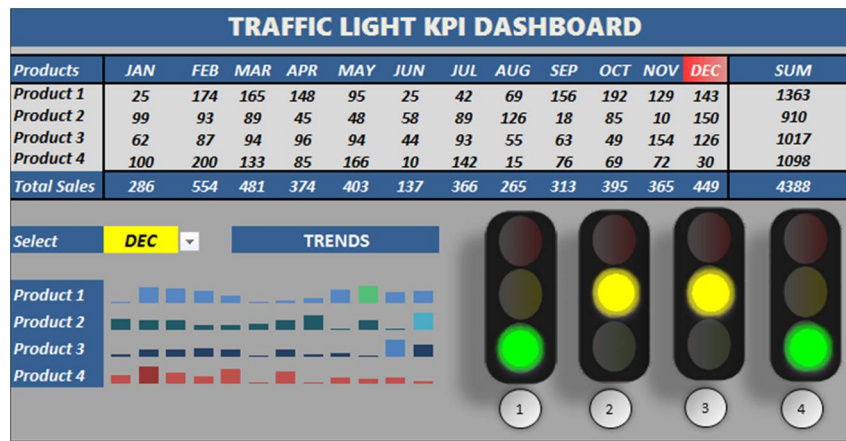 TRAFFIC LIGHT KPI DASHBOARD
Products JAN FEB MAR APR MAY JUN JUL AUG SEP OCT NOV DEC SUM
Product 1 25 174 165 148 95 25 42 69 156 192 129 143 1363
Product 2 99 93 89 45 48 58 89 126 18 85 10 150 910
Product 3 62 87 94 96 94 44 93 55 63 49 154 126 1017
Product 4 100 200 133 85 166 10 142 15 76 69 72 30 1098
Total Sales 286 554 481 374 403 137 366 265 313 395 365 449 4388
Select DEC TRENDS
Product 1
Product 2
Product 3
Product 4
1 2 3 4